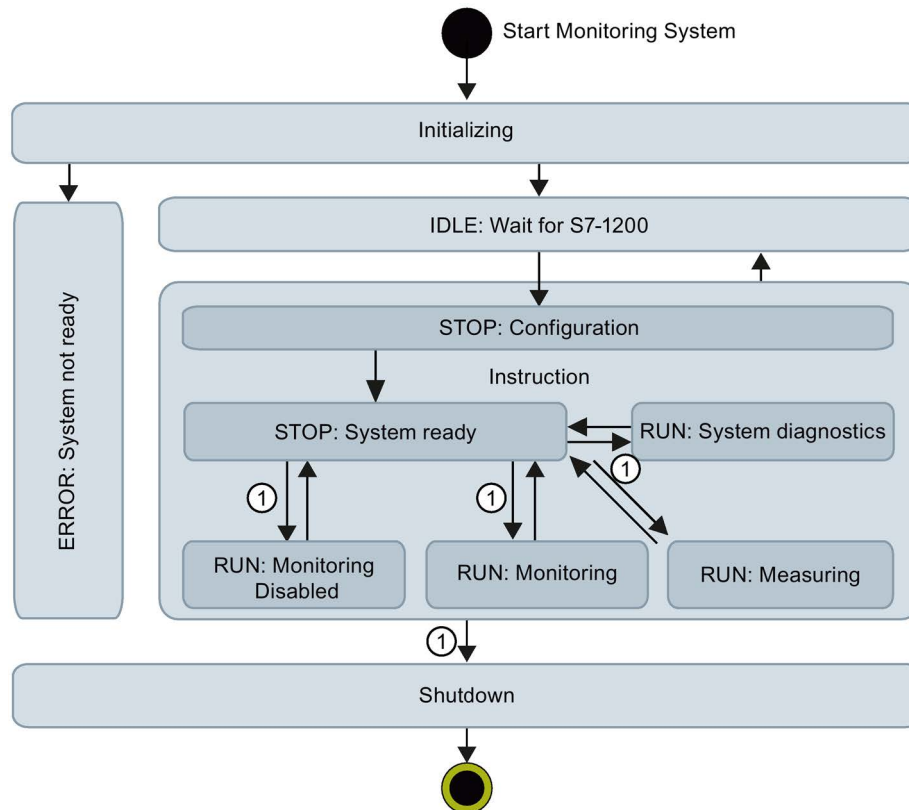 Start Monitoring System
Initializing
IDLE: Wait for S7-1200
ERROR: System not ready
STOP: Configuration
Instruction
STOP: System ready
RUN: System diagnostics
1
1
1
RUN: Monitoring
Disabled
RUN: Monitoring
RUN: Measuring
1
Shutdown